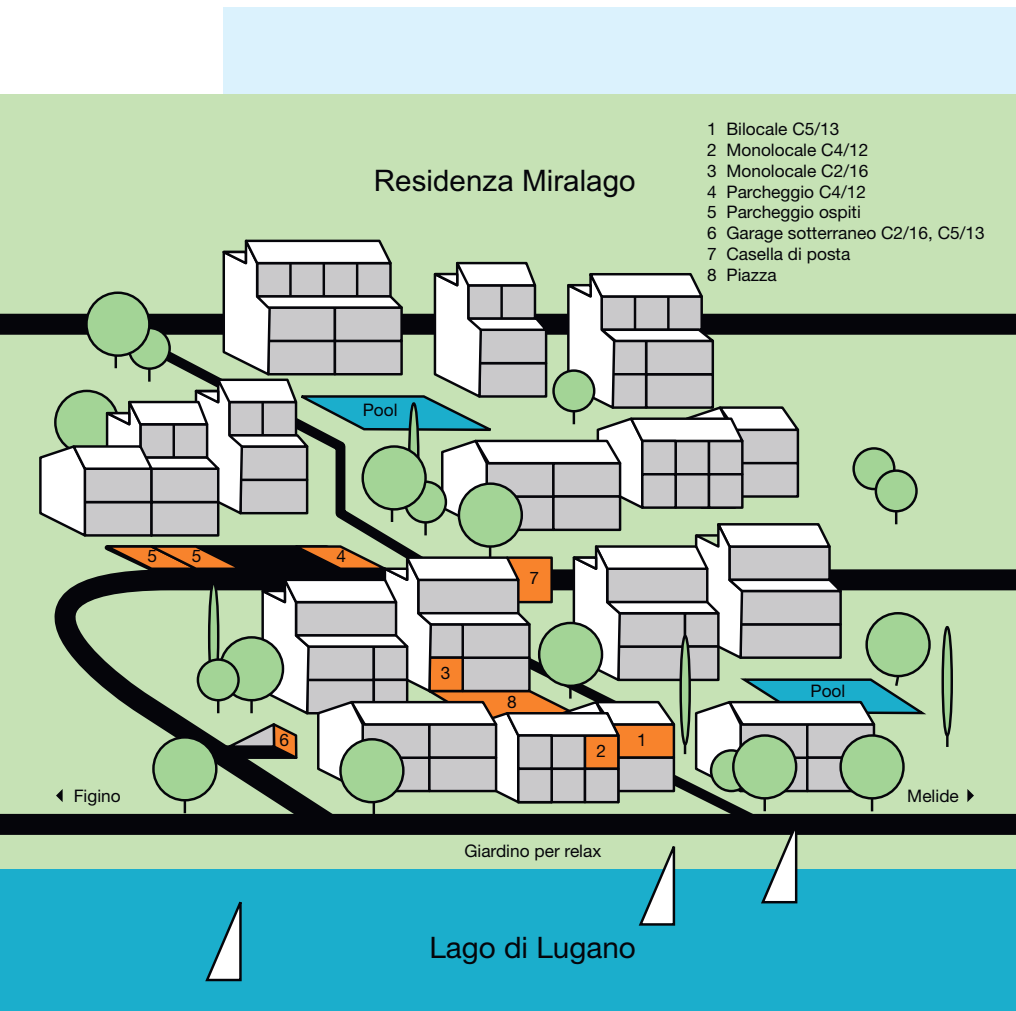 1 Bilocale C5/13
2 Monolocale C4/12
3 Monolocale C2/16
4 Parcheggio C4/12
5 Parcheggio ospiti
6 Garage sotterraneo C2/16, C5/13
7 Casella di posta
8 Piazza
Residenza Miralago
Pool
5
5
4
7
3
8
Pool
6
2
1
Figino
Melide
Giardino per relax
Lago di Lugano